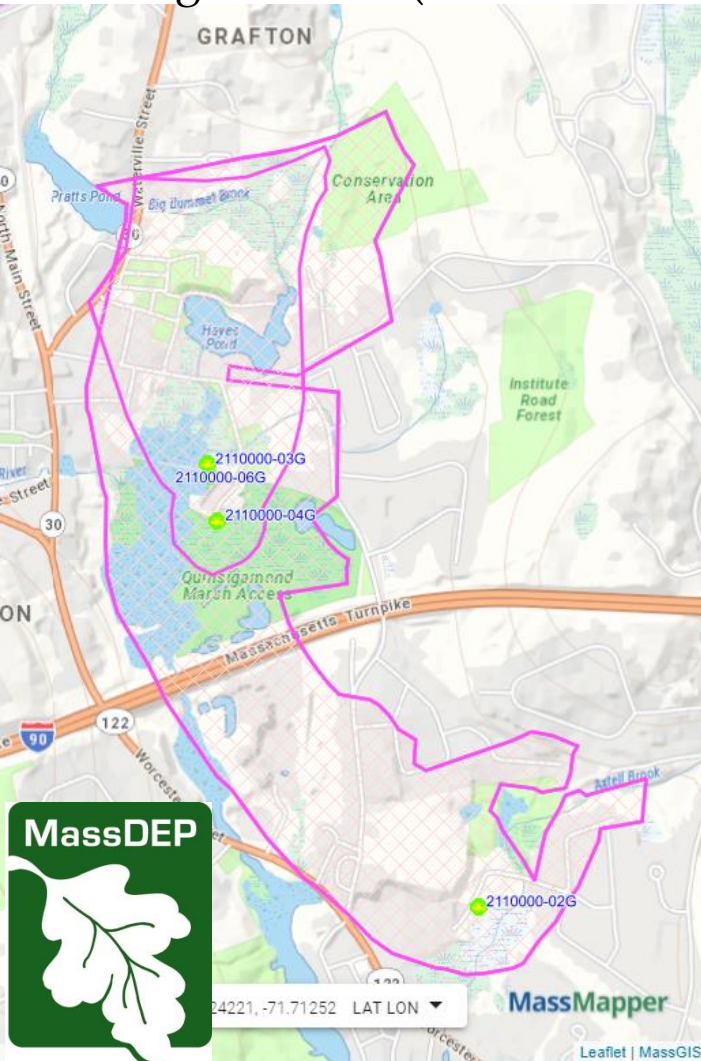 GRAFTON
Waterville Street
Conservation
Area
Pratts Pond
Big Bummet Brook
North Main Street
Hayes
Pond
Institute
Road
Forest
2110000-03G
2110000-06G
River
Street
2110000-04G
30
Quinsigamond
Marsh Access
ON
Massachusetts Turnpike
122
90
Axtell Brook
MassDEP
2110000-02G
24221, -71.71252 LAT LON
MassMapper
Leaflet | MassGIS